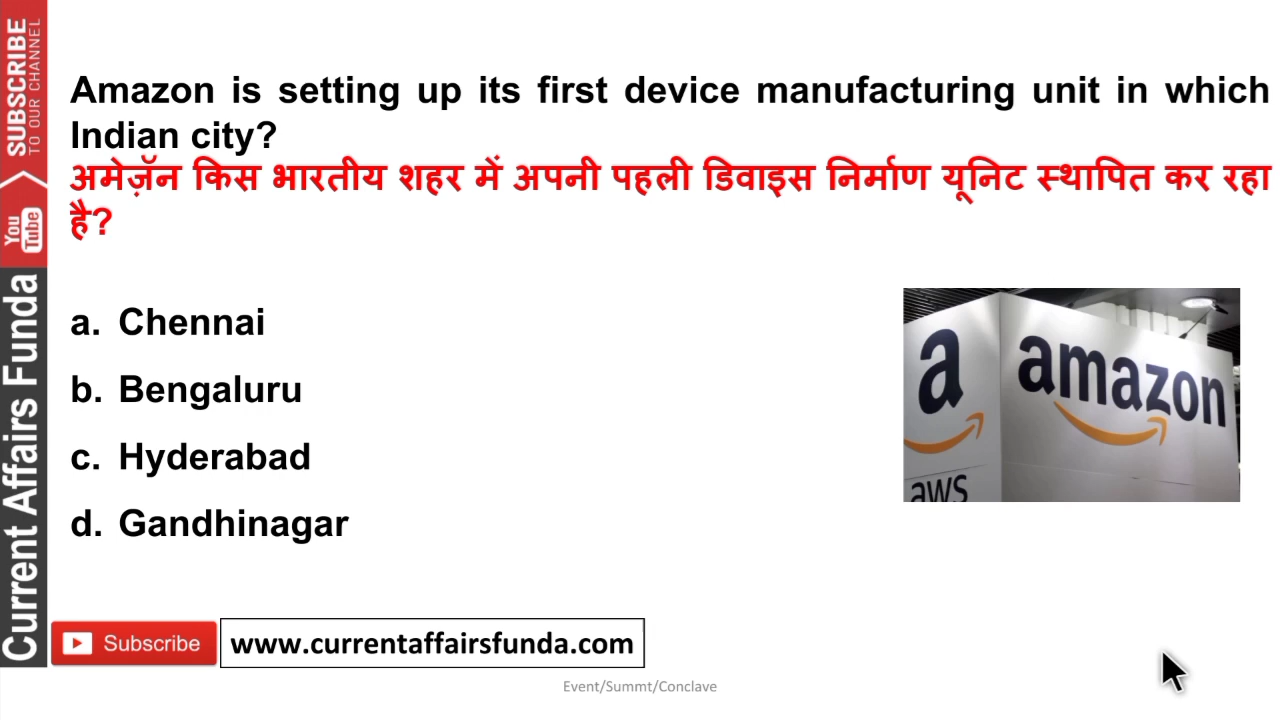 SUBSCRIBE
TO OUR CHANNEL
You
Tube
Current Affairs Funda
Amazon is setting up its first device manufacturing unit in which
Indian city?
अमेज़ॅन किस भारतीय शहर में अपनी पहली डिवाइस निर्माण यूनिट स्थापित कर रहा
है?
a. Chennai
b. Bengaluru
c. Hyderabad
d. Gandhinagar
a
amazon
aws
Subscribe
www.currentaffairsfunda.com
Event/Summt/Conclave